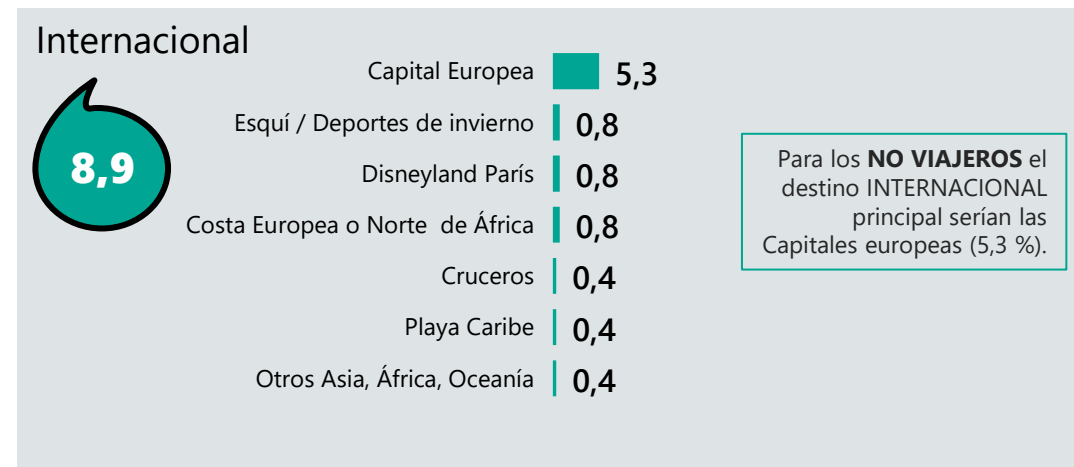 Internacional
8,9
Capital Europea 5,3
Esquí / Deportes de invierno 0,8
Disneyland París 0,8
Costa Europea o Norte de África 0,8
Cruceros 0,4
Playa Caribe 0,4
Otros Asia, África, Oceanía 0,4
Para los NO VIAJEROS el
destino INTERNACIONAL
principal serían las
Capitales europeas (5,3 %).